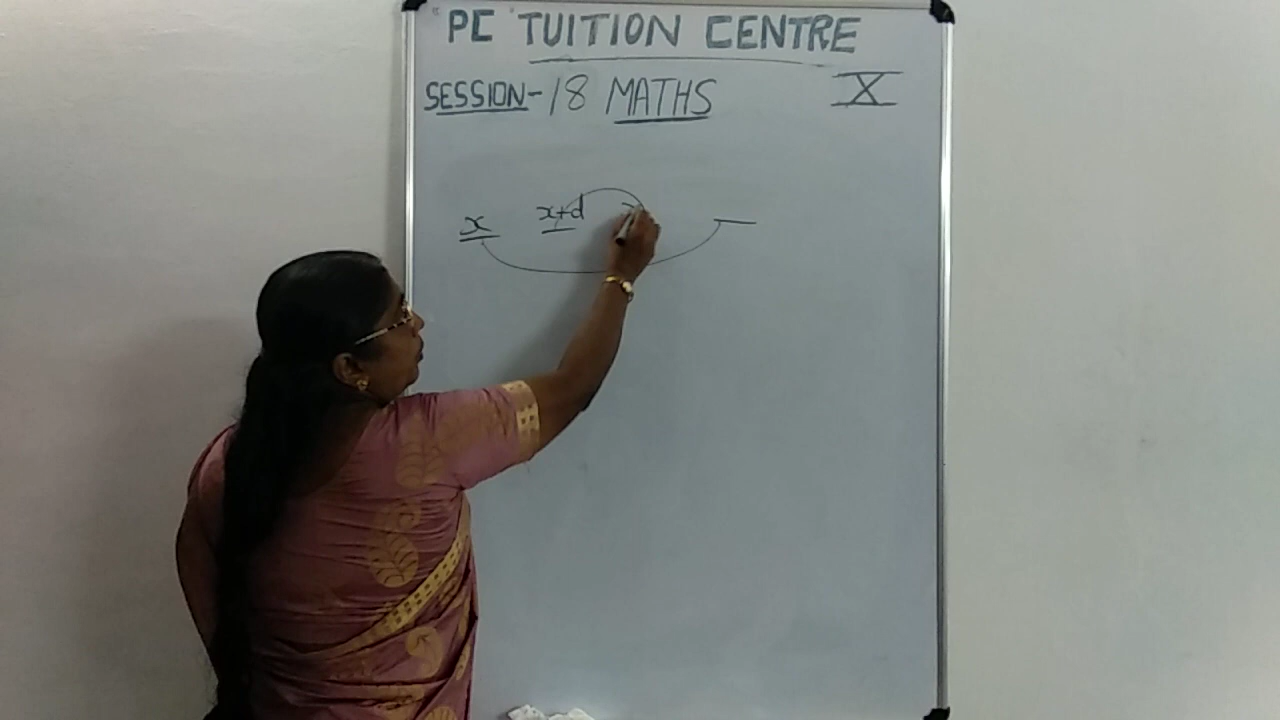 "PC TUITION CENTRE
SESSION-18 MATHS X
x x+d